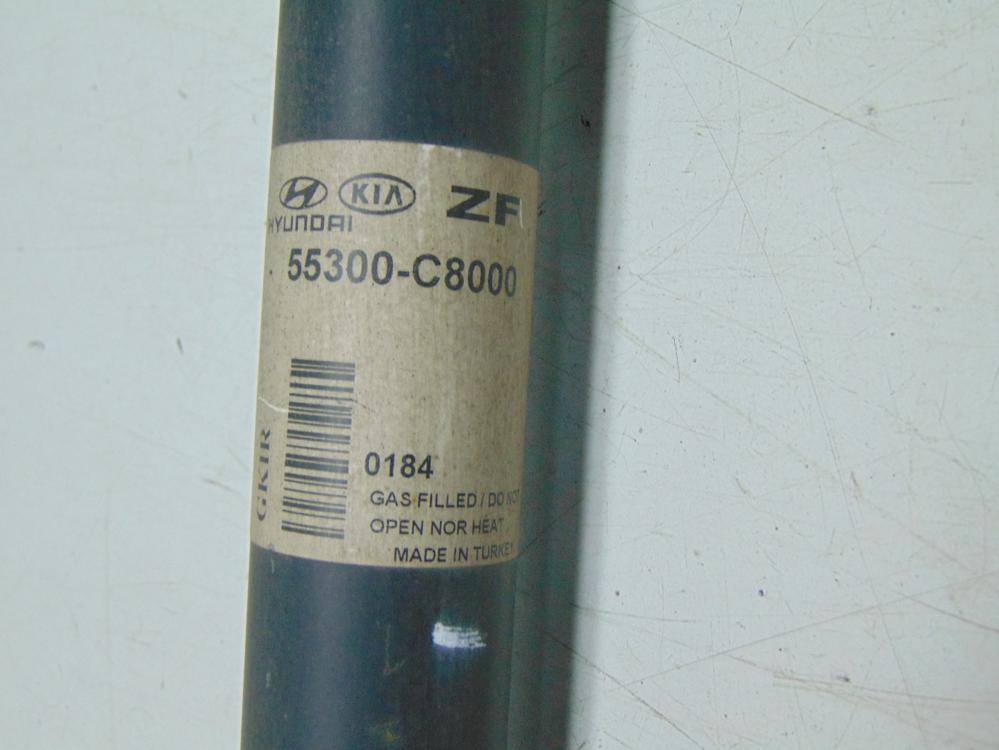 KIA ZF
HYUNDAI
55300-C8000
GKIR
0184
GAS FILLED / DO NOT
OPEN NOR HEAT
MADE IN TURKEY